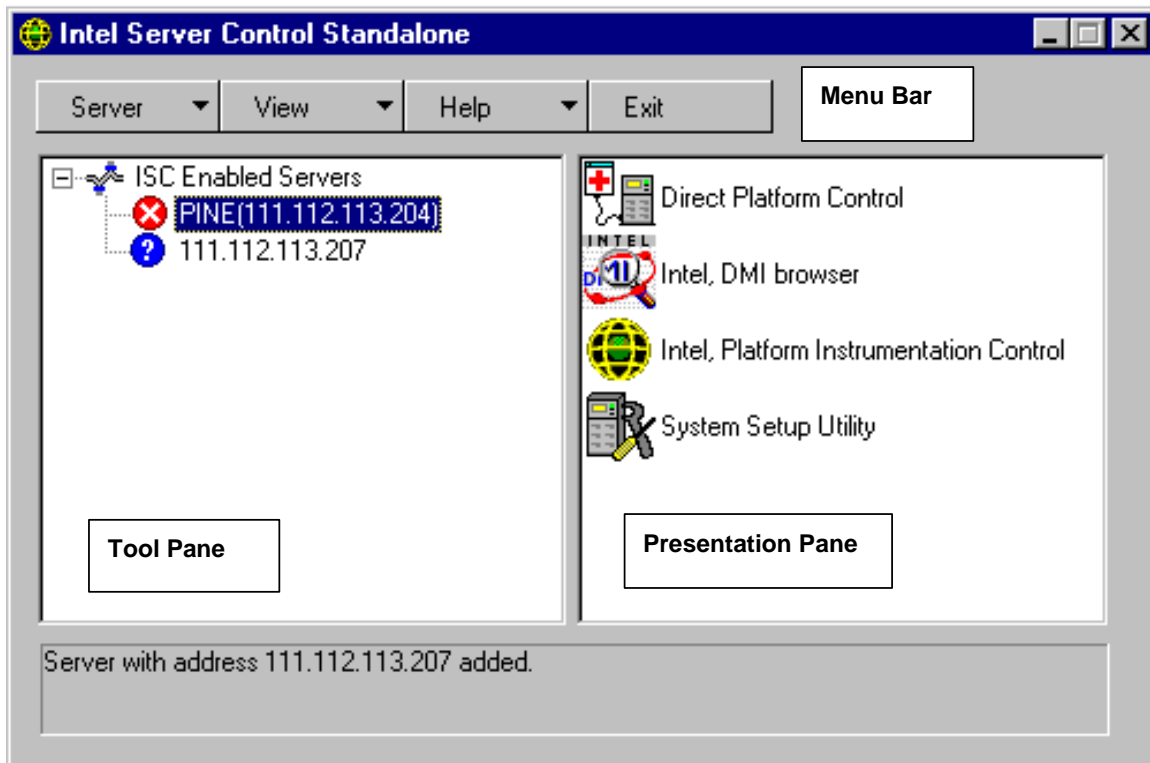 Intel Server Control Standalone
Server View Help Exit
Menu Bar
ISC Enabled Servers
PINE(111.112.113.204)
? 111.112.113.207
Tool Pane
Direct Platform Control
INTEL
DMI
Intel, DMI browser
Intel, Platform Instrumentation Control
System Setup Utility
Presentation Pane
Server with address 111.112.113.207 added.